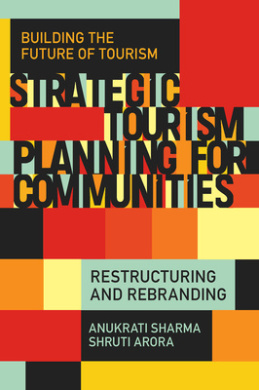 BUILDING THE
FUTURE OF TOURISM
STRATEGIC
TOURISM
PLANNING FOR
COMMUNITIES
RESTRUCTURING
AND REBRANDING
ANUKRATI SHARMA
SHRUTI ARORA